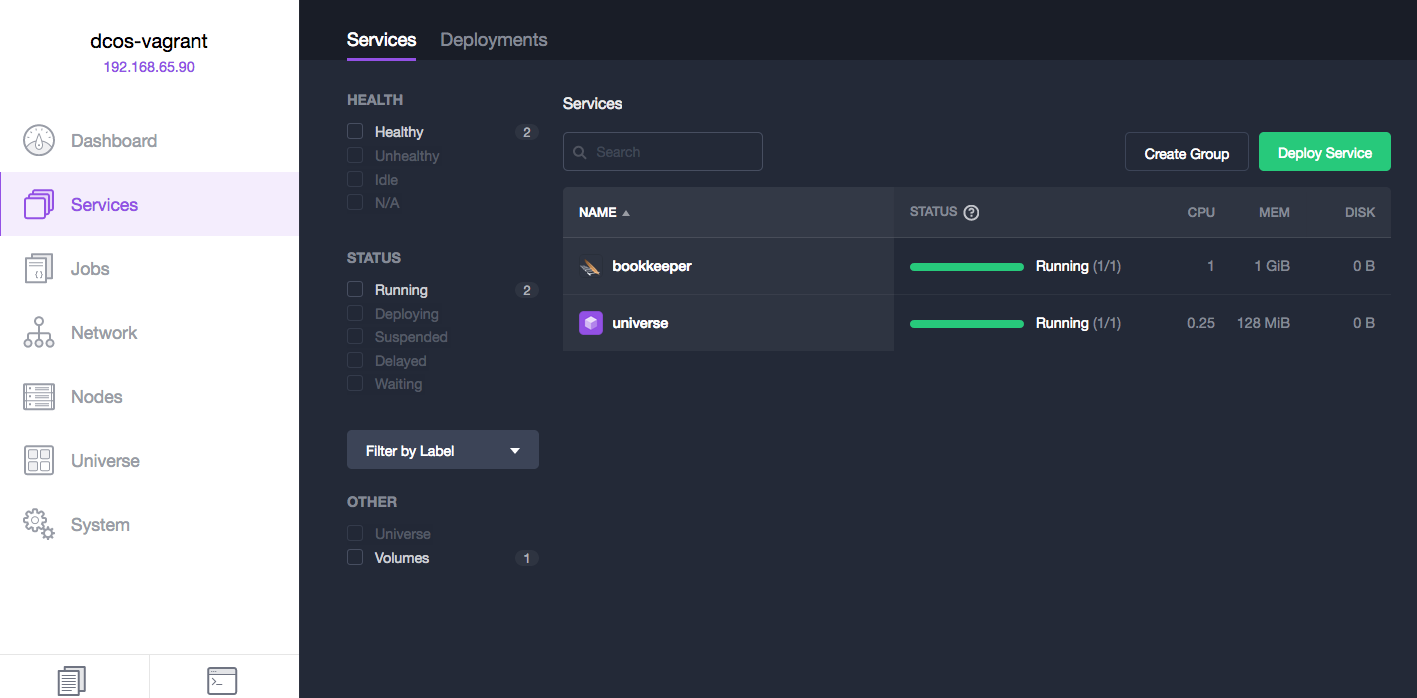 dcos-vagrant
192.168.65.90
Dashboard
Services
Jobs
Network
Nodes
Universe
System
Services Deployments
HEALTH
Healthy 2
Unhealthy
Idle
N/A
STATUS
Running 2
Deploying
Suspended
Delayed
Waiting
Filter by Label
OTHER
Universe
Volumes 1
Services
Search
Create Group
Deploy Service
NAME STATUS ? CPU MEM DISK
bookkeeper Running (1/1) 1 1 GiB 0 B
universe Running (1/1) 0.25 128 MiB 0 B